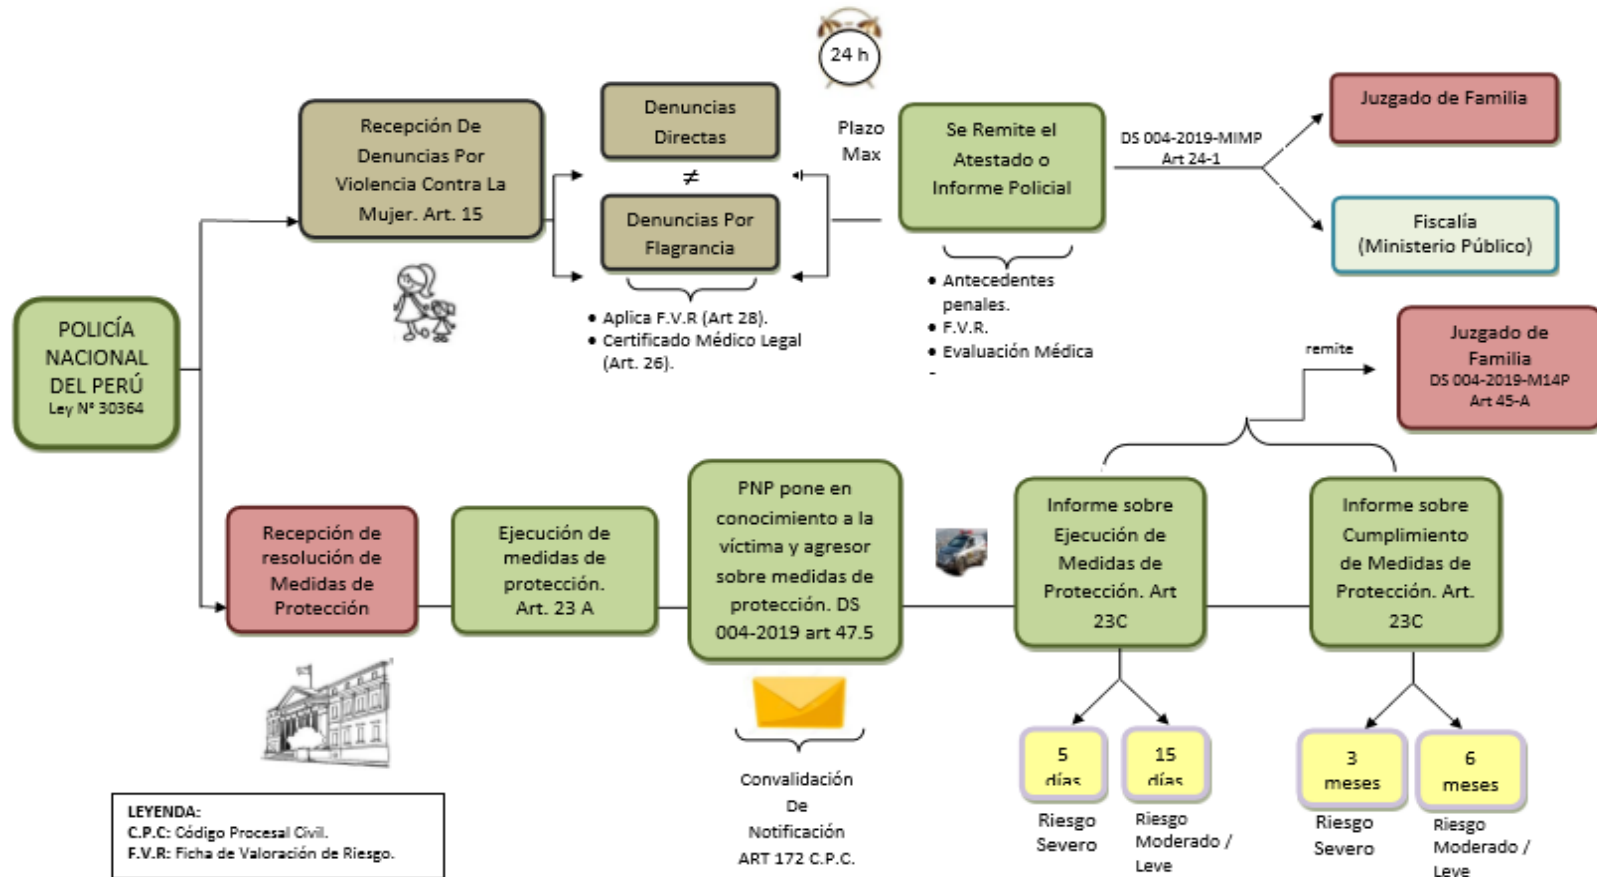 24 h
Plazo
Max
Recepción De
Denuncias Por
Violencia Contra La
Mujer. Art. 15
Denuncias
Directas
≠
Denuncias Por
Flagrancia
• Aplica F.V.R (Art 28).
• Certificado Médico Legal
(Art. 26).
Se Remite el
Atestado o
Informe Policial
• Antecedentes
penales.
• F.V.R.
• Evaluación Médica
DS 004-2019-MIMP
Art 24-1
Juzgado de Familia
Fiscalía
(Ministerio Público)
POLICÍA
NACIONAL
DEL PERÚ
Ley N° 30364
remite
Juzgado de
Familia
DS 004-2019-M14P
Art 45-A
Recepción de
resolución de
Medidas de
Protección
Ejecución de
medidas de
protección.
Art. 23 A
PNP pone en
conocimiento a la
víctima y agresor
sobre medidas de
protección. DS
004-2019 art 47.5
Convalidación
De
Notificación
ART 172 C.P.C.
Informe sobre
Ejecución de
Medidas de
Protección. Art
23C
Informe sobre
Cumplimiento
de Medidas de
Protección. Art.
23C
5
días
Riesgo
Severo
15
días
Riesgo
Moderado /
Leve
3
meses
Riesgo
Severo
6
meses
Riesgo
Moderado /
Leve
LEYENDA:
C.P.C: Código Procesal Civil.
F.V.R: Ficha de Valoración de Riesgo.